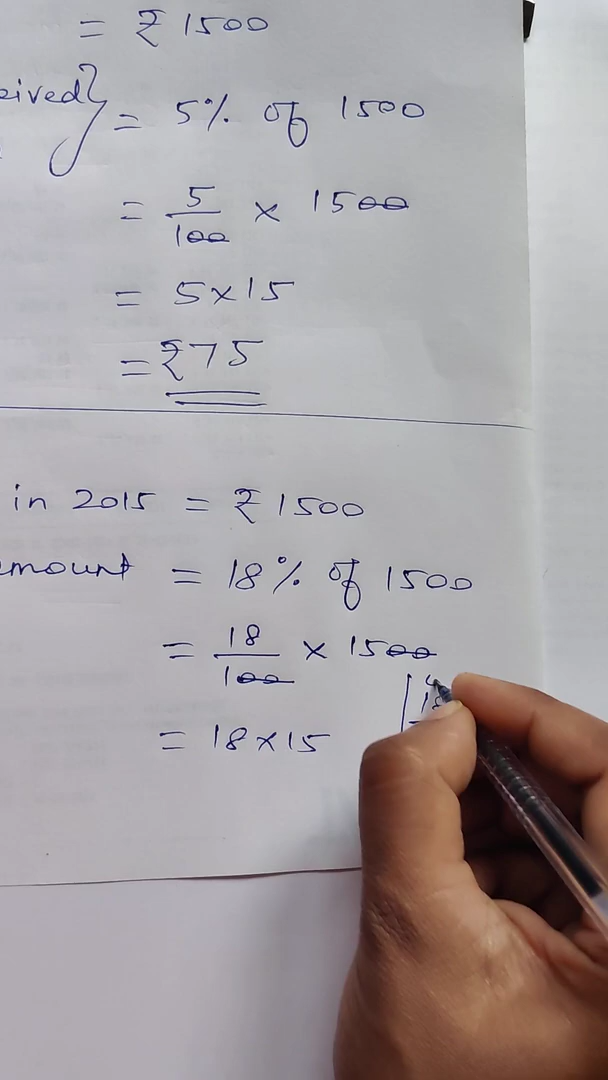 = ₹ 1500
eived} = 5% of 1500
= 5/100 × 1500
= 5×15
= ₹75
in 2015 = ₹ 1500
amount = 18% of 1500
= 18/100 × 1500
= 18×15